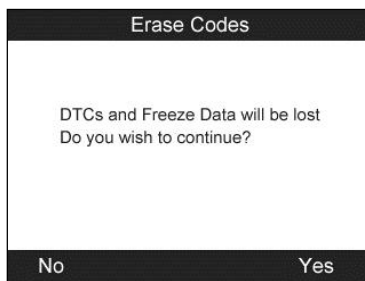 Erase Codes
DTCs and Freeze Data will be lost
Do you wish to continue?
No Yes